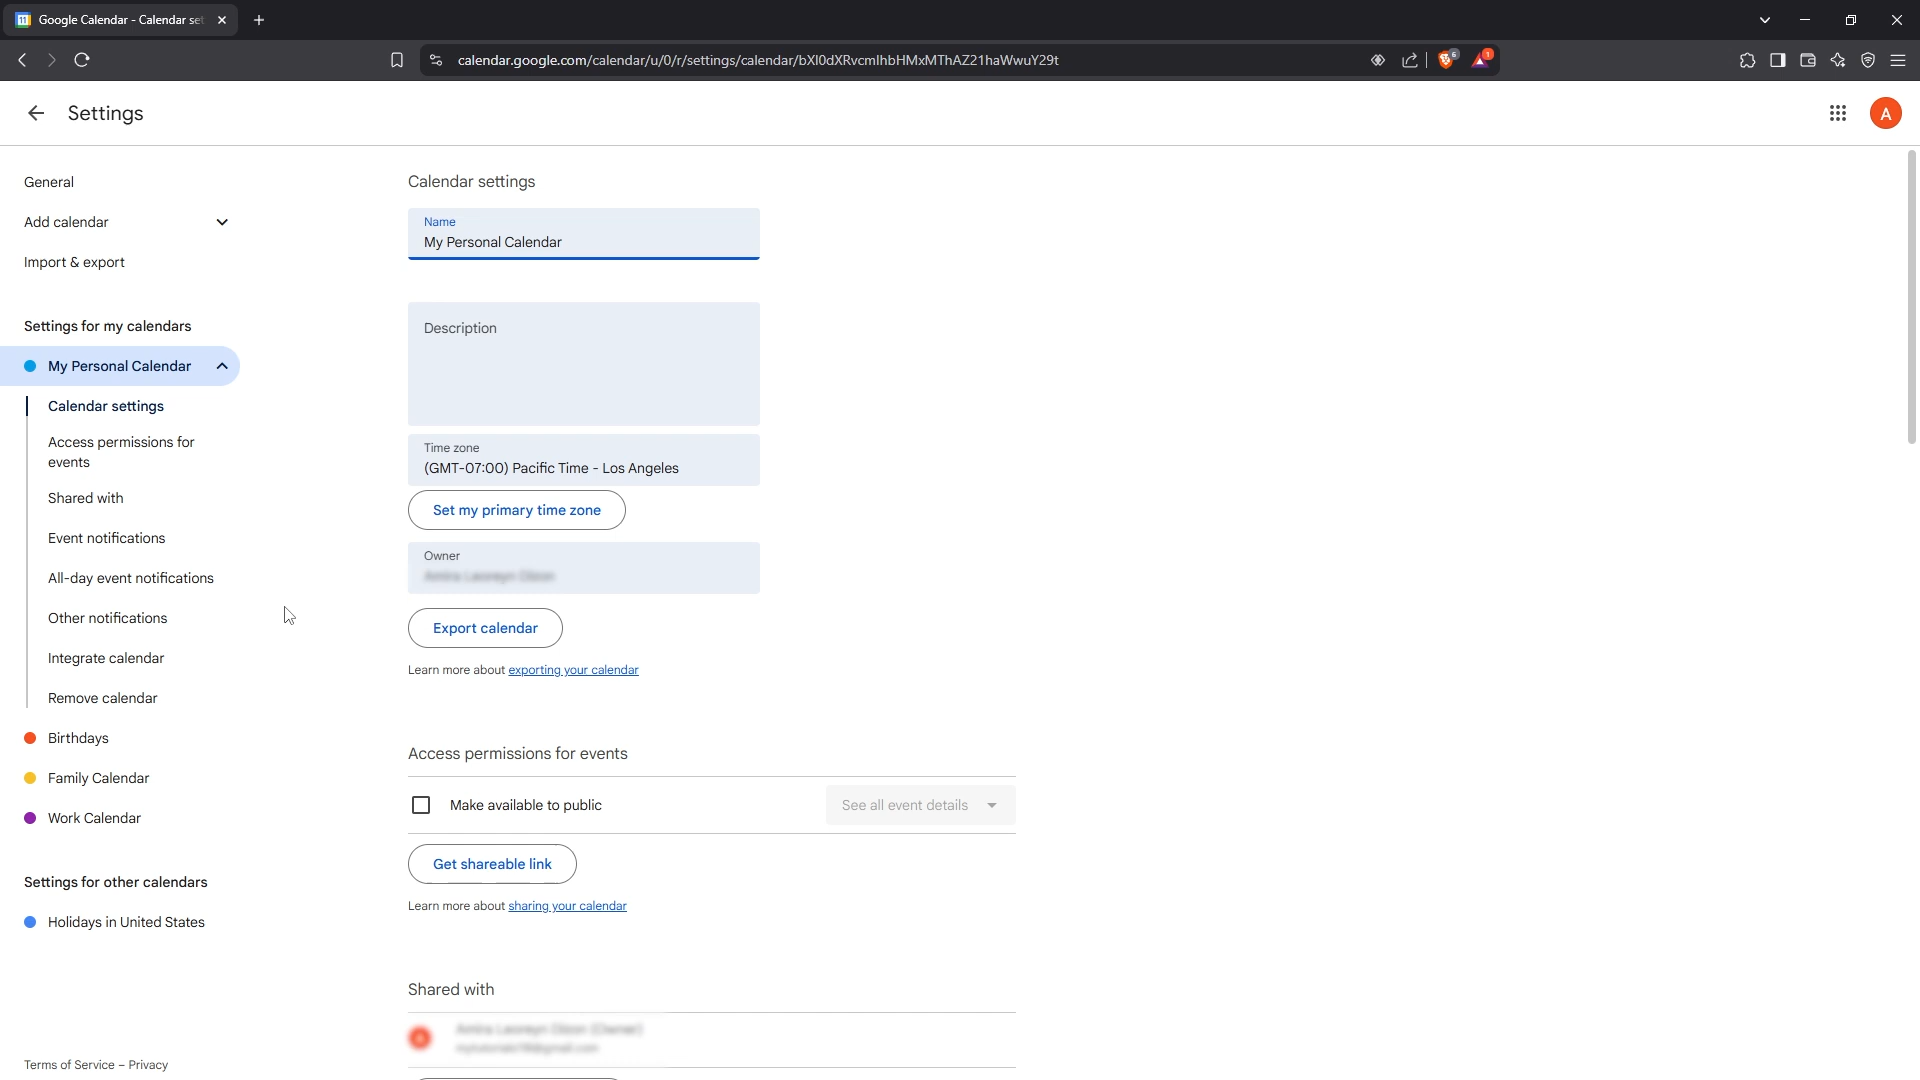 Google Calendar - Calendar set
calendar.google.com/calendar/u/0/r/settings/calendar/bXl0dXRvcmlhbHMxMThAZ21haWwuY29t
6
1
Settings
A
General
Add calendar
Import & export
Settings for my calendars
My Personal Calendar
Calendar settings
Access permissions for
events
Shared with
Event notifications
All-day event notifications
Other notifications
Integrate calendar
Remove calendar
Birthdays
Family Calendar
Work Calendar
Settings for other calendars
Holidays in United States
Terms of Service – Privacy
Calendar settings
Name
My Personal Calendar
Description
Time zone
(GMT-07:00) Pacific Time - Los Angeles
Set my primary time zone
Owner
Export calendar
Learn more about exporting your calendar
Access permissions for events
Make available to public
See all event details
Get shareable link
Learn more about sharing your calendar
Shared with